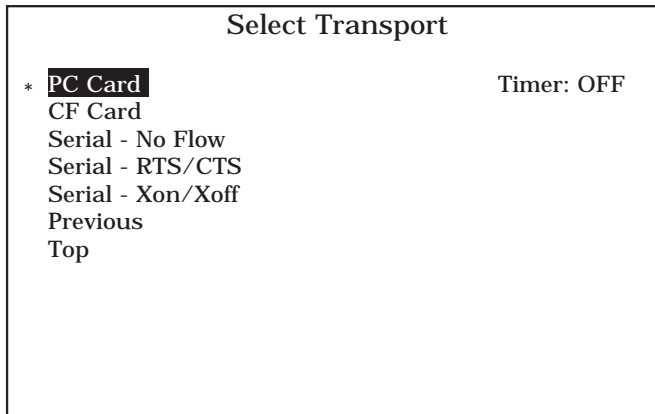 Select Transport
* PC Card Timer: OFF
CF Card
Serial - No Flow
Serial - RTS/CTS
Serial - Xon/Xoff
Previous
Top